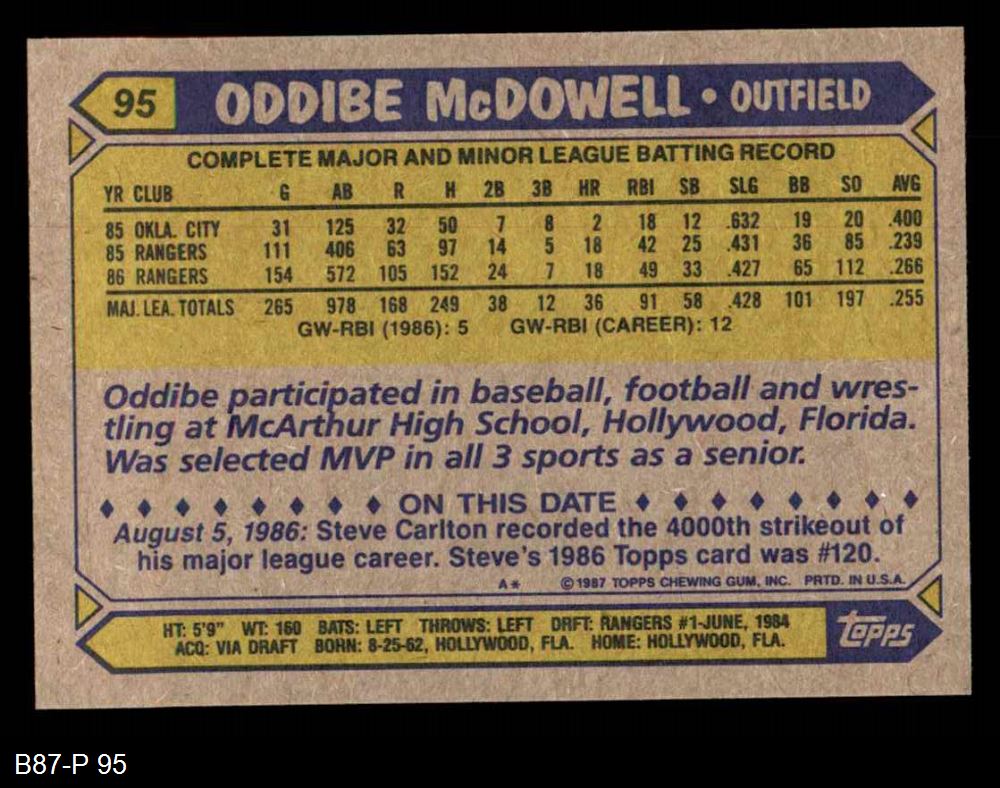 95 ODDIBE McDOWELL • OUTFIELD
COMPLETE MAJOR AND MINOR LEAGUE BATTING RECORD
YR CLUB G AB R H 2B 3B HR RBI SB SLG BB SO AVG
85 OKLA. CITY 31 125 32 50 7 8 2 18 12 .632 19 20 .400
85 RANGERS 111 406 63 97 14 5 18 42 25 .431 36 85 .239
86 RANGERS 154 572 105 152 24 7 18 49 33 .427 65 112 .266
MAJ. LEA. TOTALS 265 978 168 249 38 12 36 91 58 .428 101 197 .255
GW-RBI (1986): 5 GW-RBI (CAREER): 12
Oddibe participated in baseball, football and wres-
tling at McArthur High School, Hollywood, Florida.
Was selected MVP in all 3 sports as a senior.
♦ ♦ ♦ ♦ ♦ ♦ ♦ ♦ ON THIS DATE ♦ ♦ ♦ ♦ ♦ ♦ ♦ ♦
August 5, 1986: Steve Carlton recorded the 4000th strikeout of
his major league career. Steve's 1986 Topps card was #120.
A* ©1987 TOPPS CHEWING GUM, INC. PRTD. IN U.S.A.
HT: 5'9" WT: 160 BATS: LEFT THROWS: LEFT DRFT: RANGERS #1-JUNE, 1984
ACQ: VIA DRAFT BORN: 8-25-62, HOLLYWOOD, FLA. HOME: HOLLYWOOD, FLA.
topps
B87-P 95